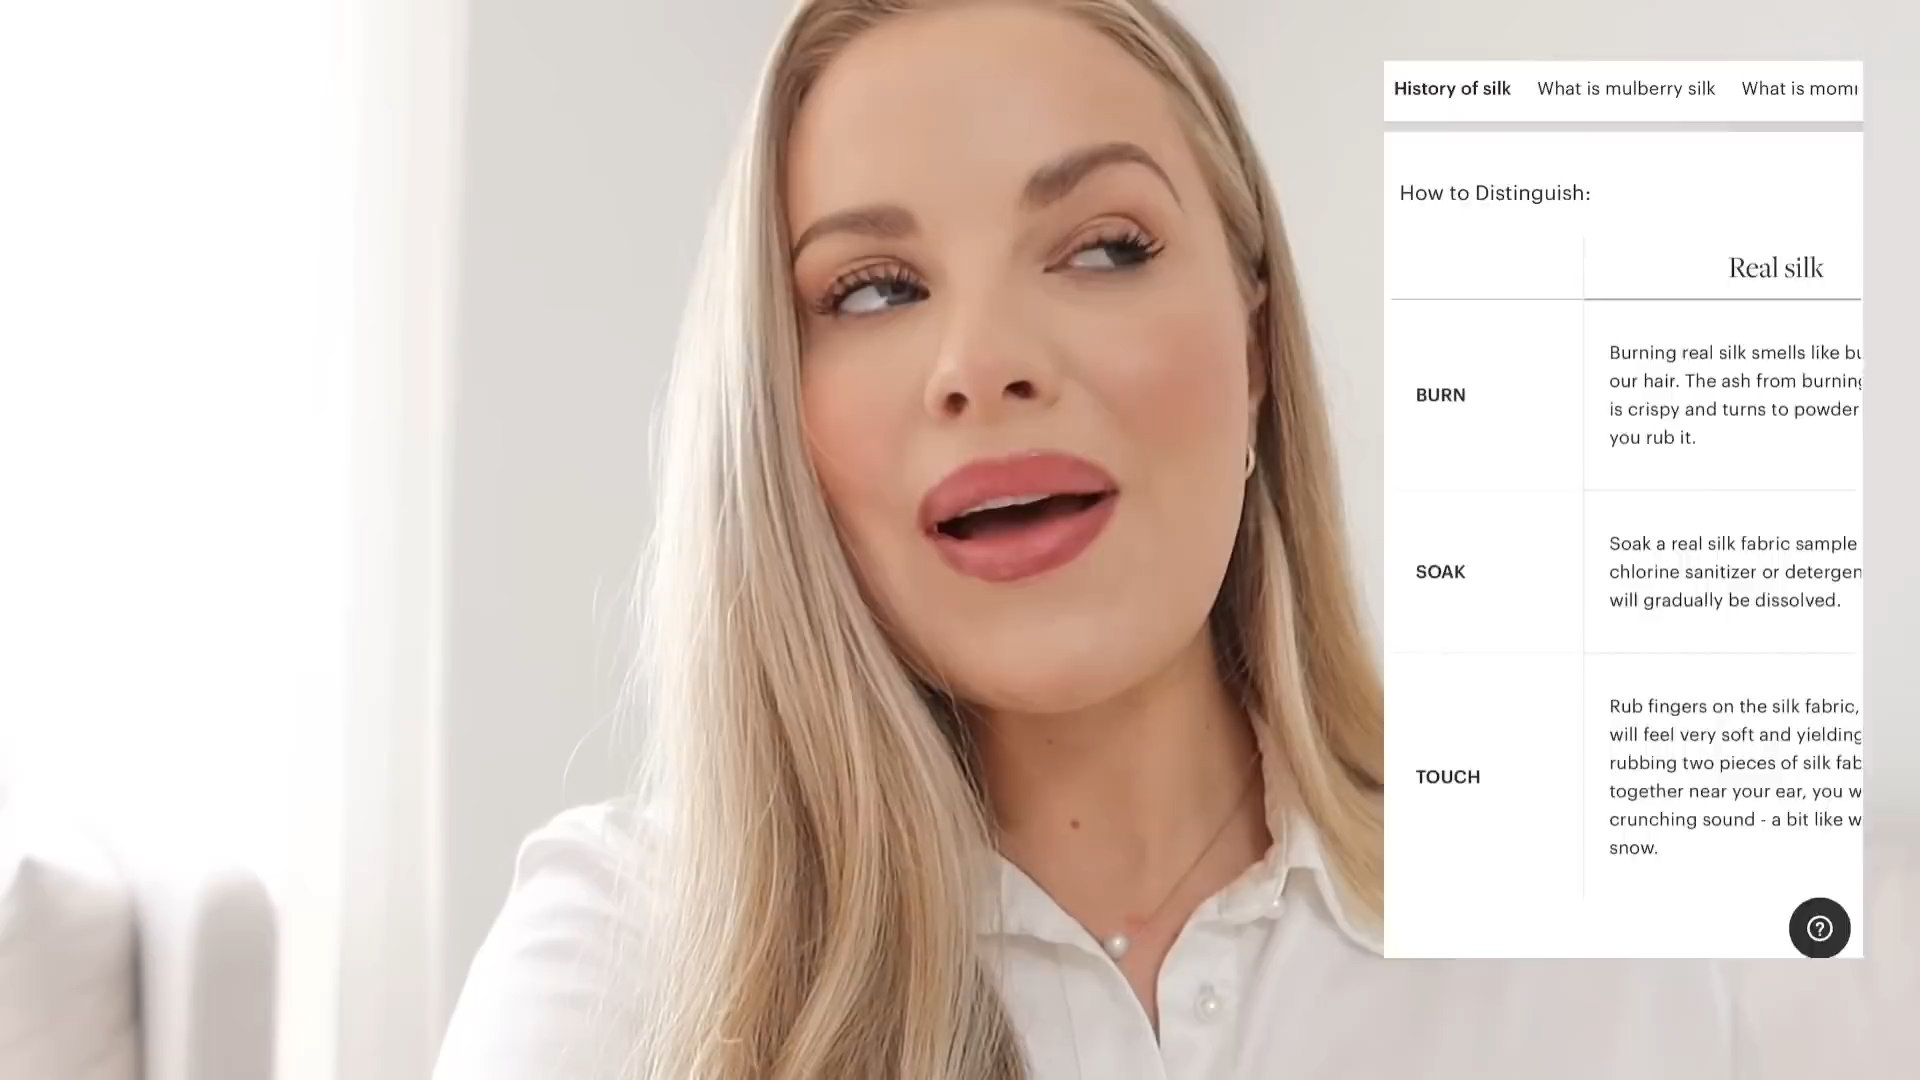 History of silk What is mulberry silk What is mom
How to Distinguish:
Real silk
BURN
Burning real silk smells like bu
our hair. The ash from burning
is crispy and turns to powder
you rub it.
SOAK
Soak a real silk fabric sample
chlorine sanitizer or detergen
will gradually be dissolved.
TOUCH
Rub fingers on the silk fabric,
will feel very soft and yielding
rubbing two pieces of silk fab
together near your ear, you w
crunching sound - a bit like w
snow.
?